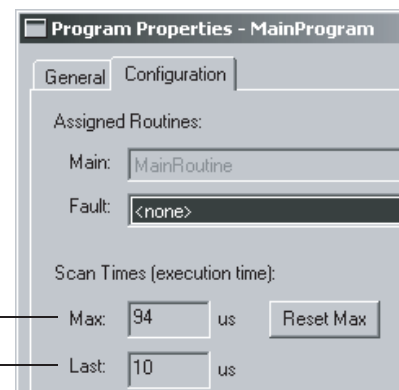 Program Properties - MainProgram
General Configuration
Assigned Routines:
Main: MainRoutine
Fault: <none>
Scan Times (execution time):
Max: 94 us Reset Max
Last: 10 us